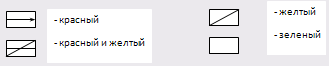 - красный
- красный и желтый
- желтый
- зеленый